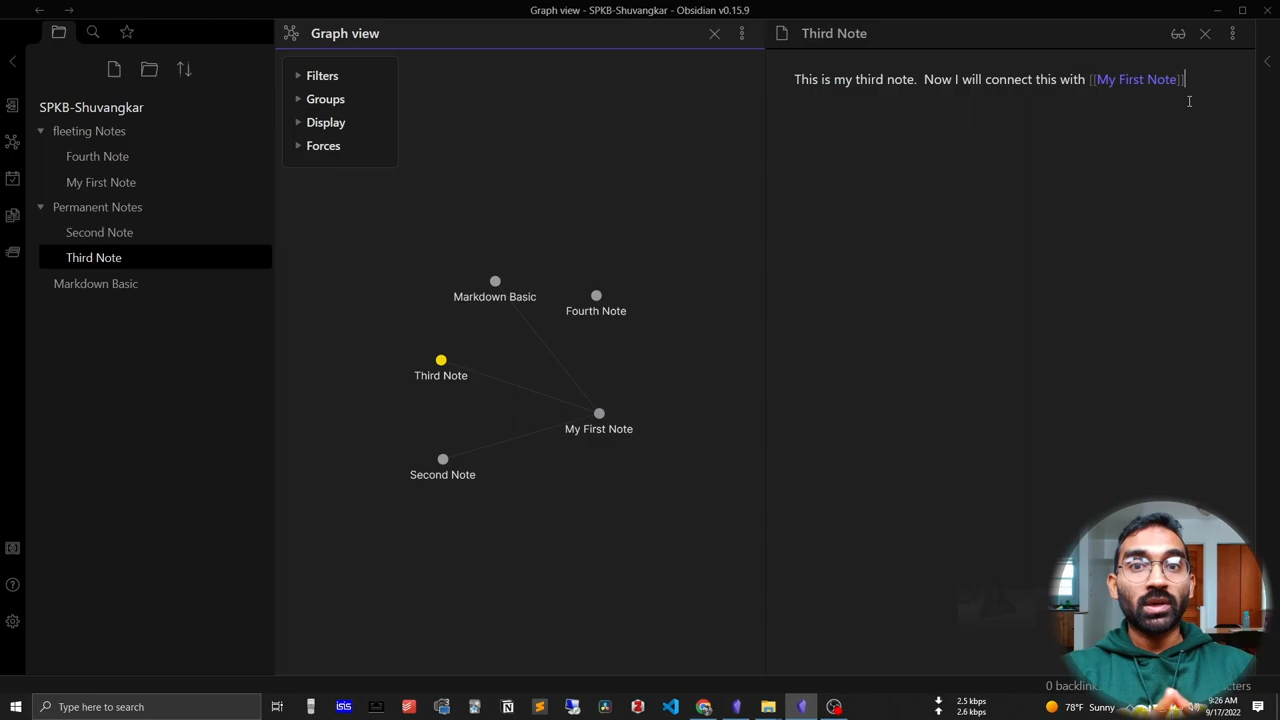 Graph view - SPKB-Shuvangkar - Obsidian v0.15.9
Graph view
Third Note
Filters
Groups
Display
Forces
SPKB-Shuvangkar
fleeting Notes
Fourth Note
My First Note
Permanent Notes
Second Note
Third Note
Markdown Basic
This is my third note.  Now I will connect this with [[My First Note]]
Markdown Basic
Fourth Note
Third Note
My First Note
Second Note
0 backlink
Type here to search
isis
2.5 kbps
2.6 kbps
78°F Sunny
9:26 AM
9/17/2022